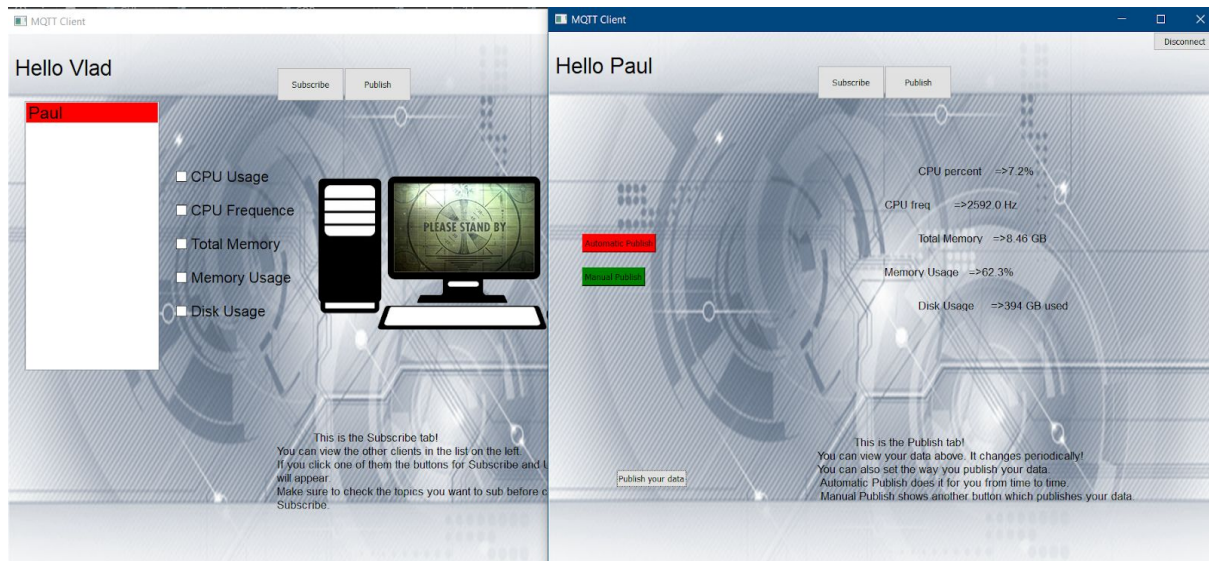 MQTT Client
Hello Vlad
Subscribe
Publish
Paul
CPU Usage
CPU Frequence
Total Memory
Memory Usage
Disk Usage
PLEASE STAND BY
This is the Subscribe tab!
You can view the other clients in the list on the left.
If you click one of them the buttons for Subscribe and
will appear
Make sure to check the topics you want to sub before
Subscribe.
MQTT Client
Disconnect
Hello Paul
Subscribe
Publish
CPU percent =>7.2%
CPU freq =>2592.0 Hz
Automatic Publish
Total Memory =>8.46 GB
Manual Publish
Memory Usage =>62.3%
Disk Usage =>394 GB used
This is the Publish tab!
You can view your data above. It changes periodically!
You can also set the way you publish your data.
Automatic Publish does it for you from time to time.
Manual Publish shows another button which publishes your data.
Publish your data